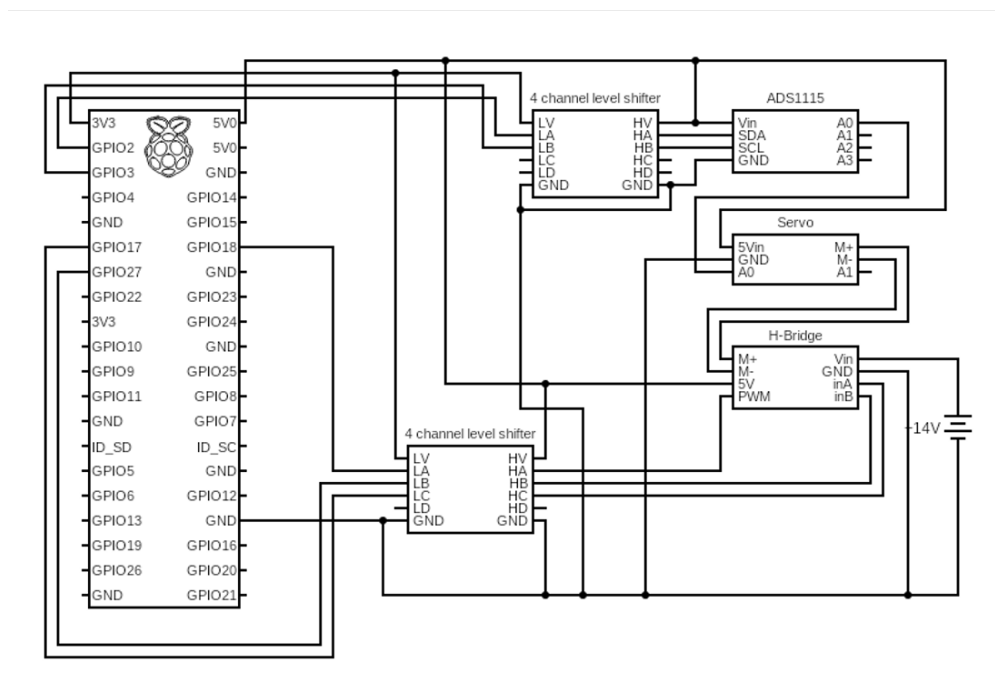 4 channel level shifter
ADS1115
3V3 5V0
GPIO2 5V0
GPIO3 GND
GPIO4 GPIO14
GND GPIO15
GPIO17 GPIO18
GPIO27 GND
GPIO22 GPIO23
3V3 GPIO24
GPIO10 GND
GPIO9 GPIO25
GPIO11 GPIO8
GND GPIO7
ID_SD ID_SC
GPIO5 GND
GPIO6 GPIO12
GPIO13 GND
GPIO19 GPIO16
GPIO26 GPIO20
GND GPIO21
LV HV
LA HA
LB HB
LC HC
LD HD
GND GND
Vin A0
SDA A1
SCL A2
GND A3
Servo
5Vin M+
GND M-
A0 A1
H-Bridge
M+ Vin
M- GND
5V inA
PWM inB
14V
4 channel level shifter
LV HV
LA HA
LB HB
LC HC
LD HD
GND GND